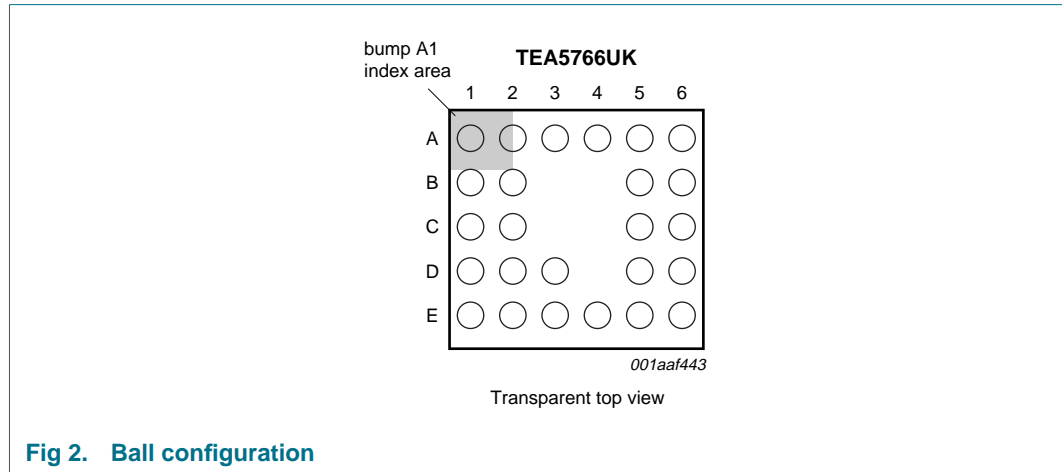 bump A1
index area
TEA5766UK
1 2 3 4 5 6
A
B
C
D
E
001aaf443
Transparent top view
Fig 2. Ball configuration